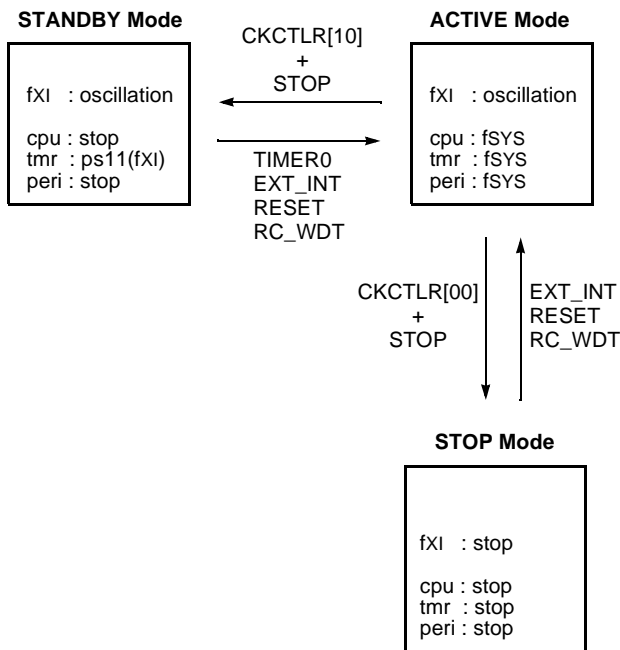 STANDBY Mode
fXI : oscillation
cpu : stop
tmr : ps11(fXI)
peri : stop
CKCTLR[10]
+
STOP
TIMER0
EXT_INT
RESET
RC_WDT
ACTIVE Mode
fXI : oscillation
cpu : fSYS
tmr : fSYS
peri : fSYS
CKCTLR[00]
+
STOP
EXT_INT
RESET
RC_WDT
STOP Mode
fXI : stop
cpu : stop
tmr : stop
peri : stop